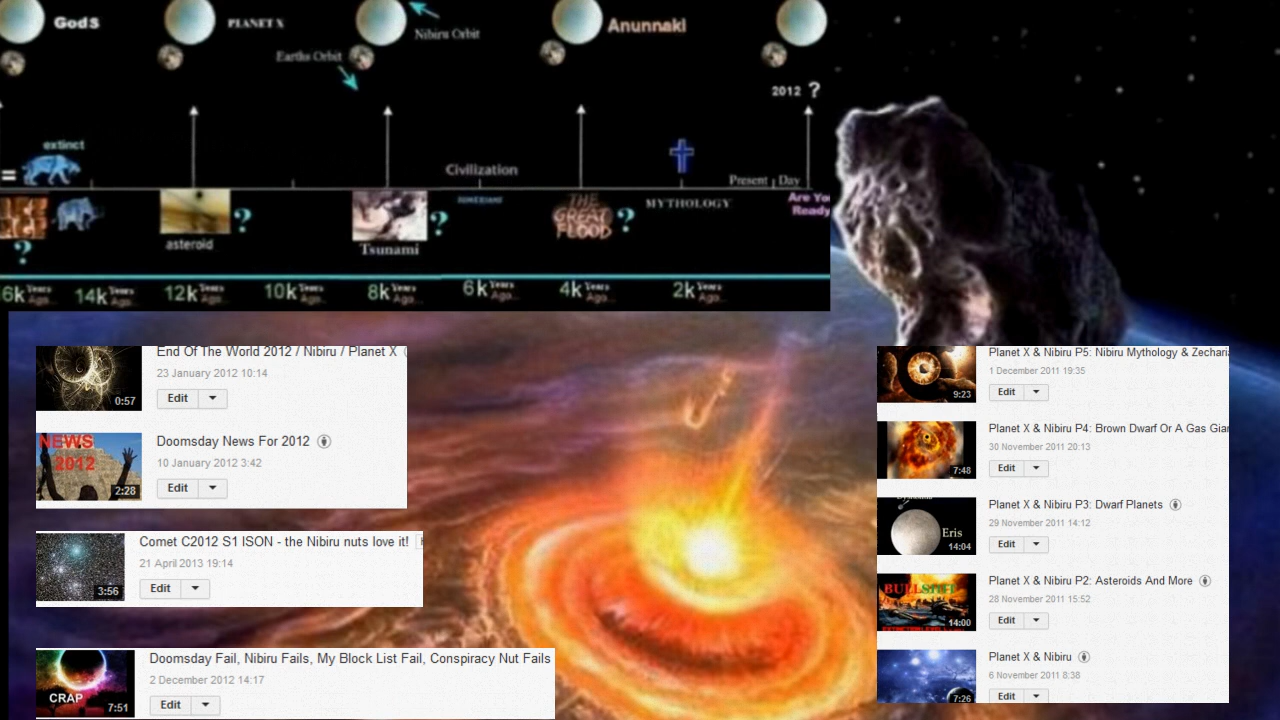 GodS
PLANET X
Nibiru Orbit
Earths Orbit
Anunnaki
2012 ?
extinct
=
Civilization
Present Day
?
asteroid
?
Tsunami
?
SUMERIANS
THE
GREAT
FLOOD
?
MYTHOLOGY
Are You
Ready
6k Years Ago...
14k Years Ago...
12k Years Ago...
10k Years Ago...
8k Years Ago...
6k Years Ago...
4k Years Ago...
2k Years Ago...
End Of The World 2012 / Nibiru / Planet X
23 January 2012 10:14
0:57
Edit
NEWS
2012
Doomsday News For 2012
10 January 2012 3:42
2:28
Edit
Comet C2012 S1 ISON - the Nibiru nuts love it!
21 April 2013 19:14
3:56
Edit
Doomsday Fail, Nibiru Fails, My Block List Fail, Conspiracy Nut Fails
2 December 2012 14:17
CRAP
7:51
Edit
Planet X & Nibiru P5: Nibiru Mythology & Zecharia
1 December 2011 19:35
9:23
Edit
Planet X & Nibiru P4: Brown Dwarf Or A Gas Gian
30 November 2011 20:13
7:48
Edit
Dysnomia
Planet X & Nibiru P3: Dwarf Planets
29 November 2011 14:12
Eris
14:04
Edit
Planet X & Nibiru P2: Asteroids And More
28 November 2011 15:52
BULLSHIT
14:00
EXTINCTION LEVEL
Edit
Planet X & Nibiru
6 November 2011 8:38
7:26
Edit